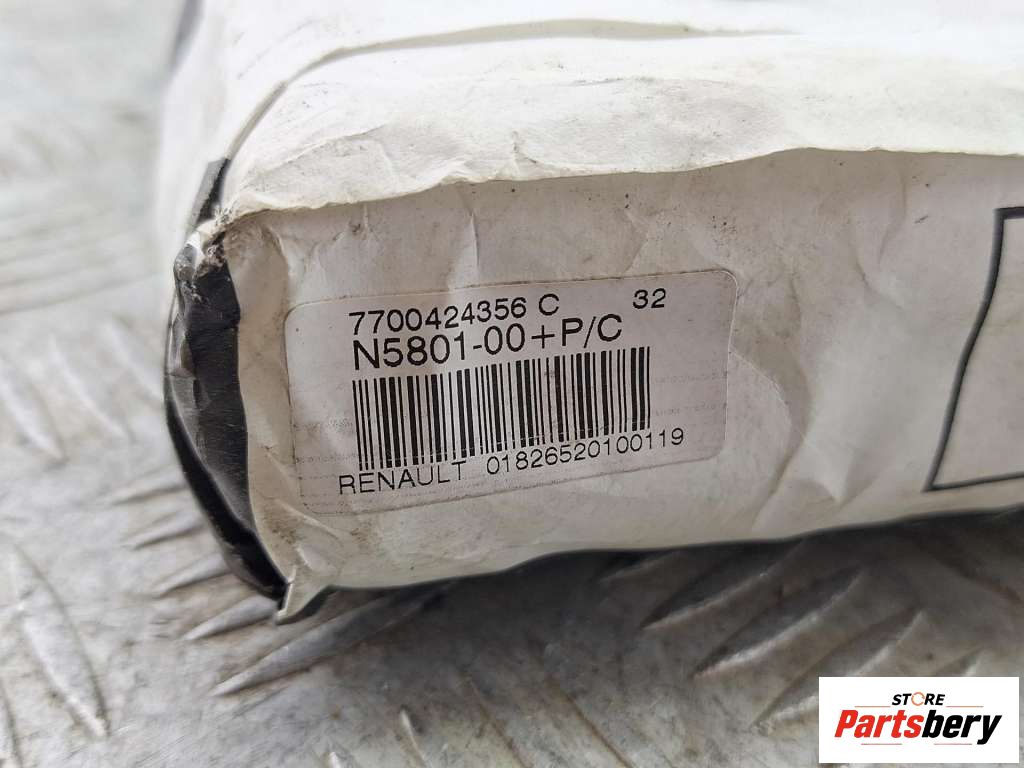 7700424356 C 32
N5801-00+P/C
RENAULT 01826520100119
STORE
Partsbery